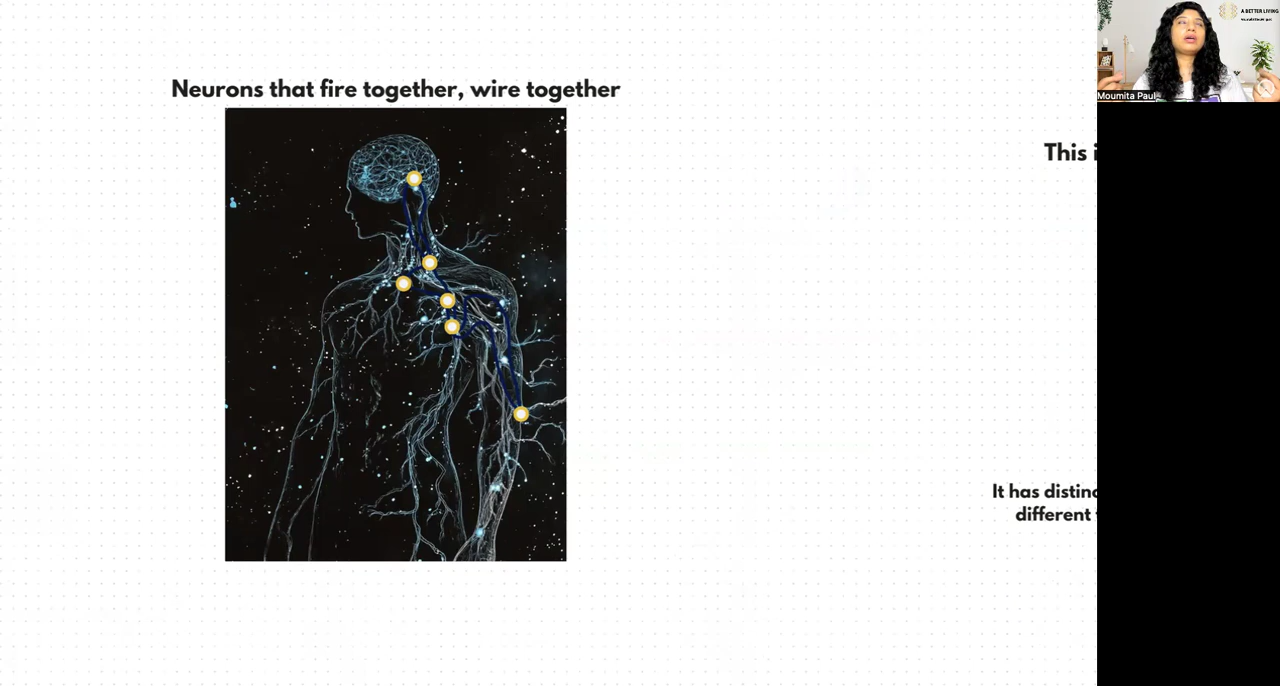 Neurons that fire together, wire together
This i
It has distinc
different
A BETTER LIVING
Moumita Paul